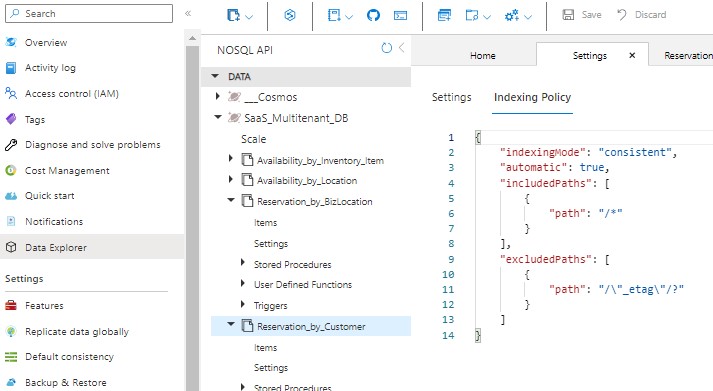 Search
«
Overview
Activity log
Access control (IAM)
Tags
Diagnose and solve problems
Cost Management
Quick start
Notifications
Data Explorer
Settings
Features
Replicate data globally
Default consistency
Backup & Restore
Save
Discard
NOSQL API
DATA
___Cosmos
SaaS_Multitenant_DB
Scale
Availability_by_Inventory_Item
Availability_by_Location
Reservation_by_BizLocation
Items
Settings
Stored Procedures
User Defined Functions
Triggers
Reservation_by_Customer
Items
Settings
Stored Procedures
Home
Settings
Reservation
Settings
Indexing Policy
1 {
2 "indexingMode": "consistent",
3 "automatic": true,
4 "includedPaths": [
5 {
6 "path": "/*"
7 }
8 ],
9 "excludedPaths": [
10 {
11 "path": "/\"_etag\"/?"
12 }
13 ]
14 }